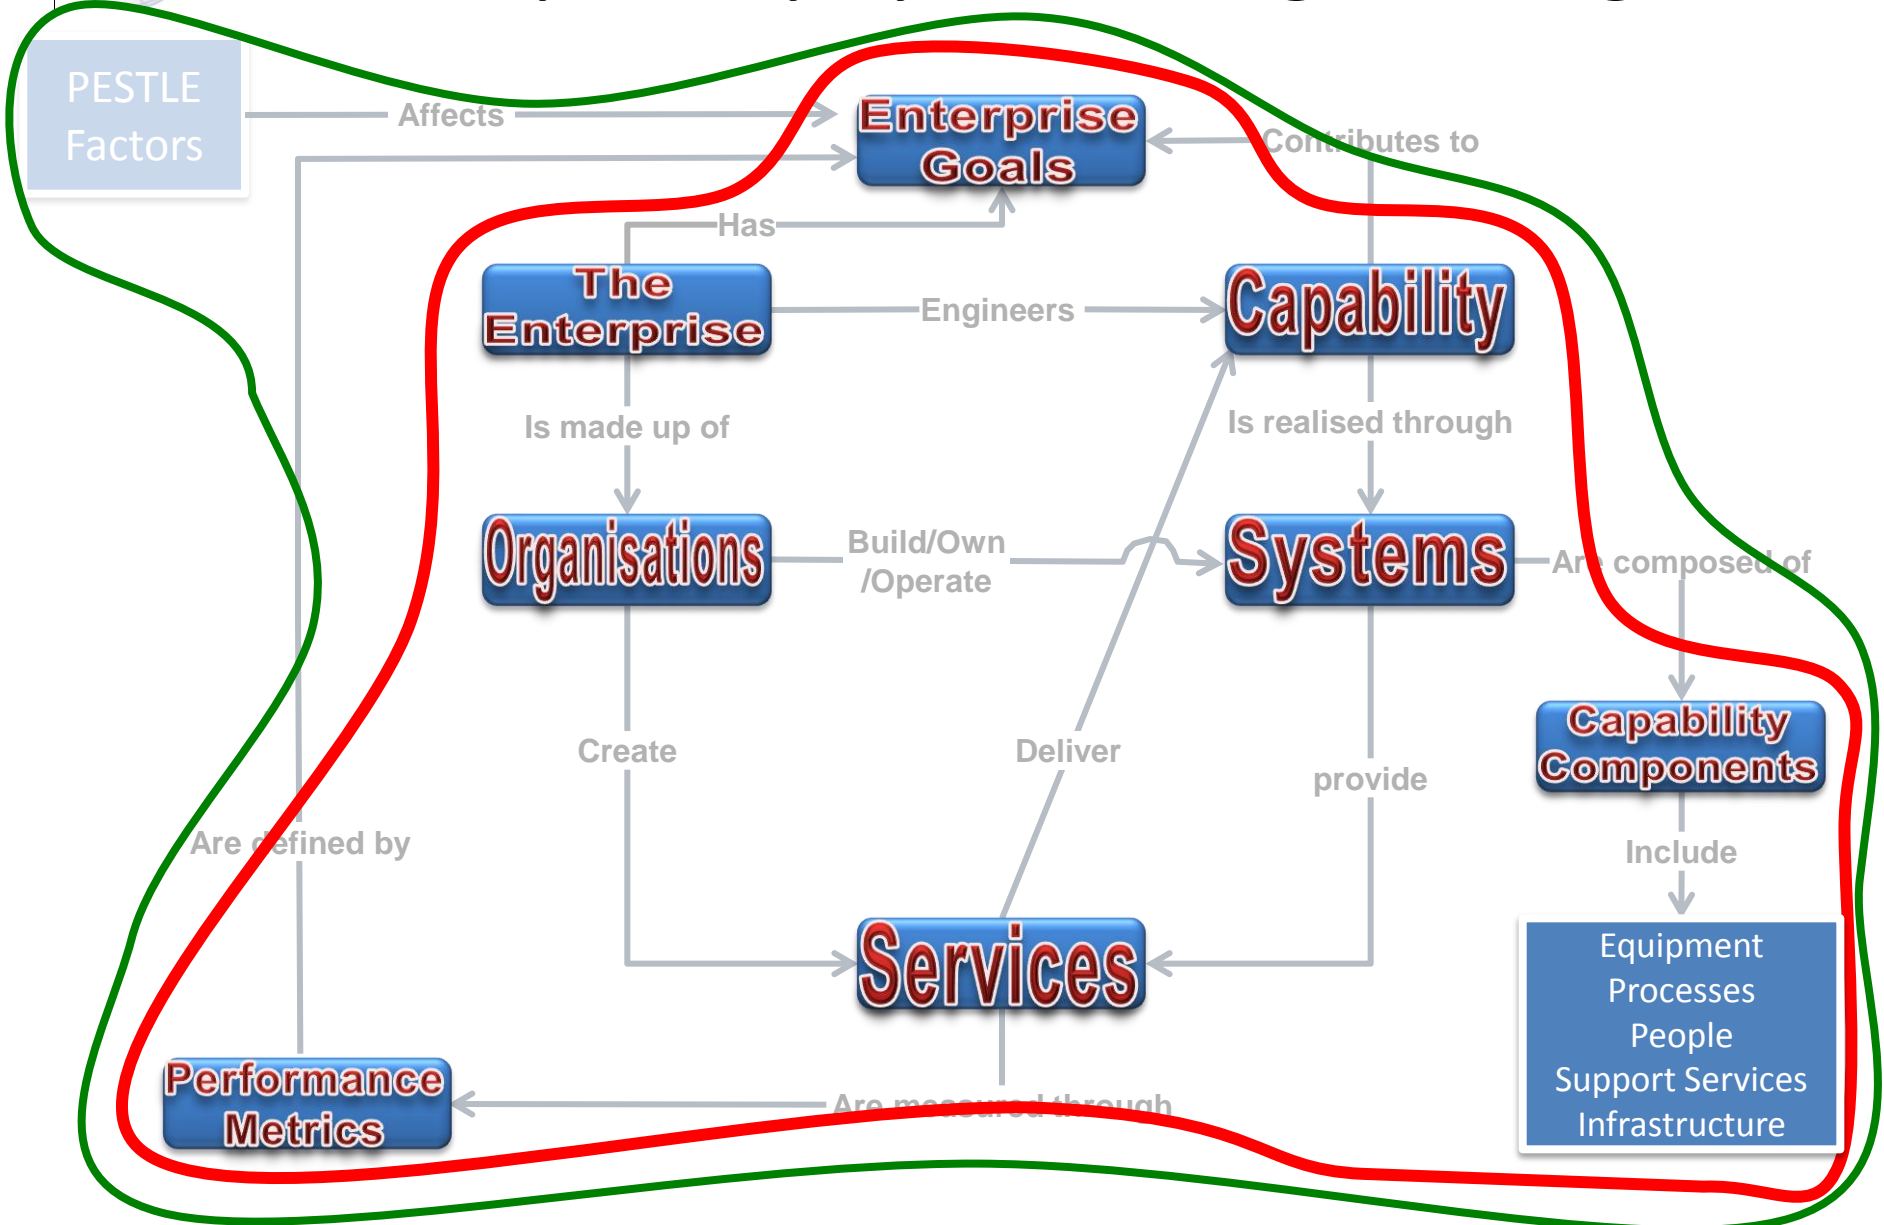 PESTLE
Factors
Affects
Enterprise
Goals
Contributes to
Has
The
Enterprise
Engineers
Capability
Is made up of
Is realised through
Organisations
Build/Own
/Operate
Systems
Are composed of
Create
Deliver
provide
Capability
Components
Are defined by
Include
Services
Equipment
Processes
People
Support Services
Infrastructure
Performance
Metrics
Are measured through